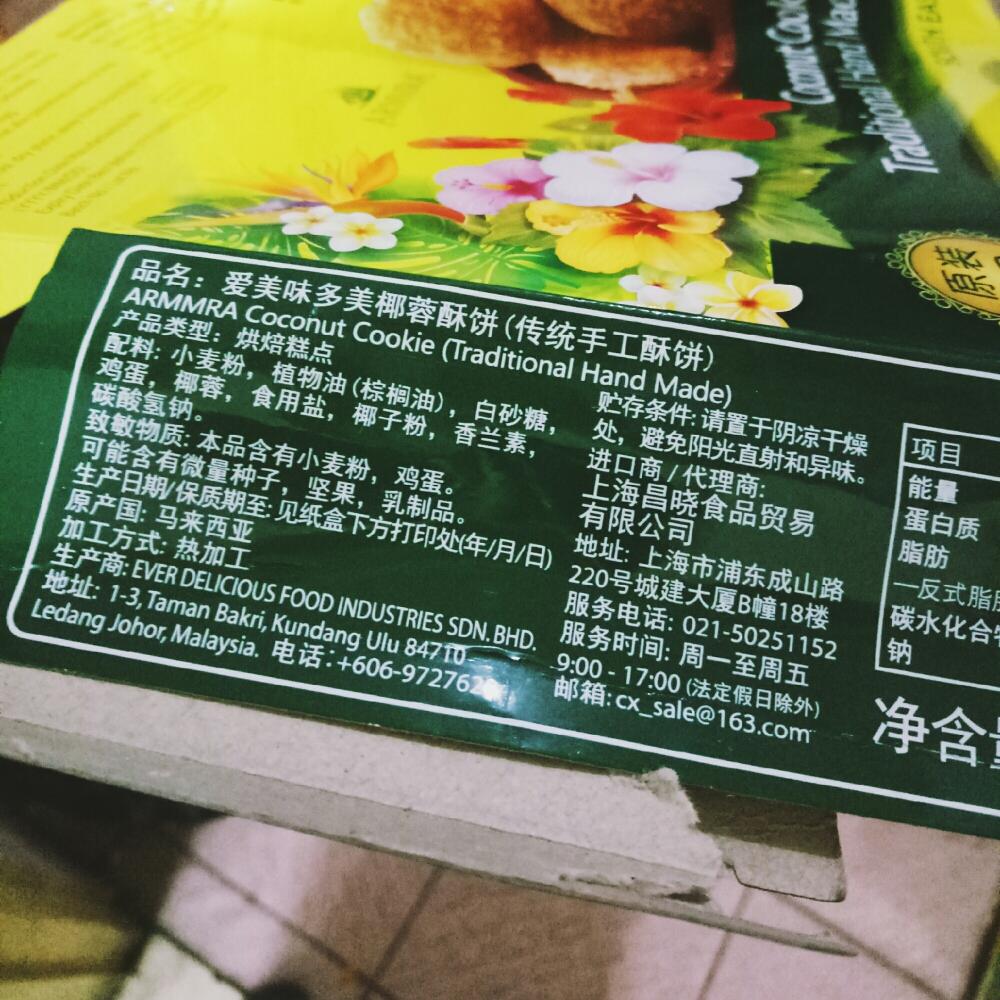 Coconut Cook
Traditional Hand Mad
原装
品名：爱美味多美椰蓉酥饼(传统手工酥饼)
ARMMRA Coconut Cookie (Traditional Hand Made)
产品类型：烘焙糕点
配料：小麦粉，植物油(棕榈油)，白砂糖，
鸡蛋，椰蓉，食用盐，椰子粉，香兰素，
碳酸氢钠。
致敏物质：本品含有小麦粉，鸡蛋。
可能含有微量种子，坚果，乳制品。
生产日期/保质期至：见纸盒下方打印处(年/月/日)
原产国：马来西亚
加工方式：热加工
生产商：EVER DELICIOUS FOOD INDUSTRIES SDN. BHD.
地址：1-3, Taman Bakri, Kundang Ulu 84710
Ledang Johor, Malaysia. 电话：+606-972762
贮存条件：请置于阴凉干燥
处，避免阳光直射和异味。
进口商/代理商：
上海昌晓食品贸易
有限公司
地址：上海市浦东成山路
220号城建大厦B幢18楼
服务电话：021-50251152
服务时间：周一至周五
9:00 - 17:00 (法定假日除外)
邮箱：cx_sale@163.com
项目
能量
蛋白质
脂肪
—反式脂肪
碳水化合
钠
净含